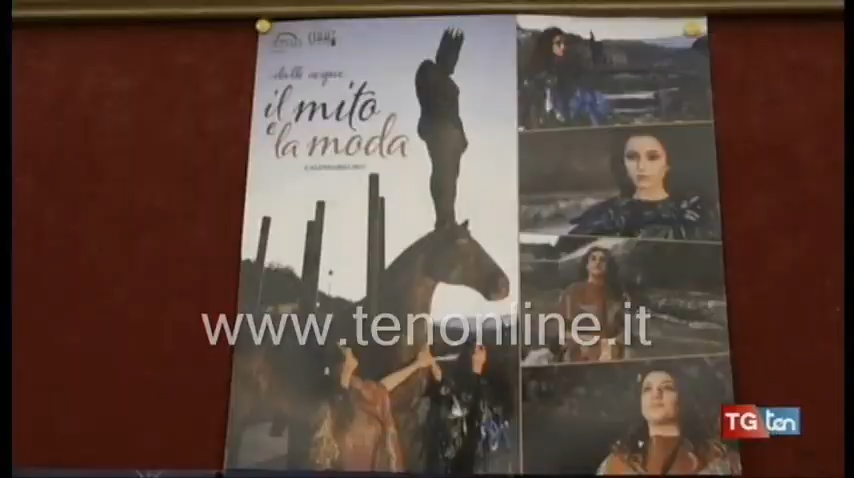 dalle acque
il mito
e
la moda
www.tenonline.it
TG ten